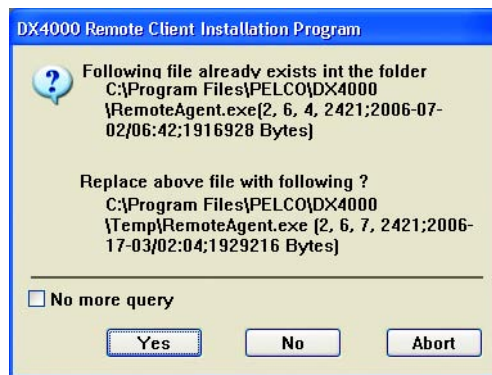 DX4000 Remote Client Installation Program
Following file already exists int the folder
C:\Program Files\PELCO\DX4000
\RemoteAgent.exe(2, 6, 4, 2421;2006-07-
02/06:42;1916928 Bytes)
Replace above file with following ?
C:\Program Files\PELCO\DX4000
\Temp\RemoteAgent.exe (2, 6, 7, 2421;2006-
17-03/02:04;1929216 Bytes)
No more query
Yes
No
Abort